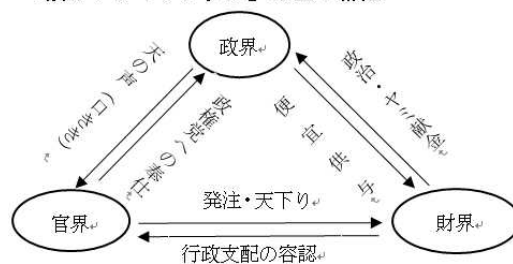 政界
天の声（口きき）
政権党への奉仕
便宜供与
政治・ヤミ献金
官界
発注・天下り
財界
行政支配の容認